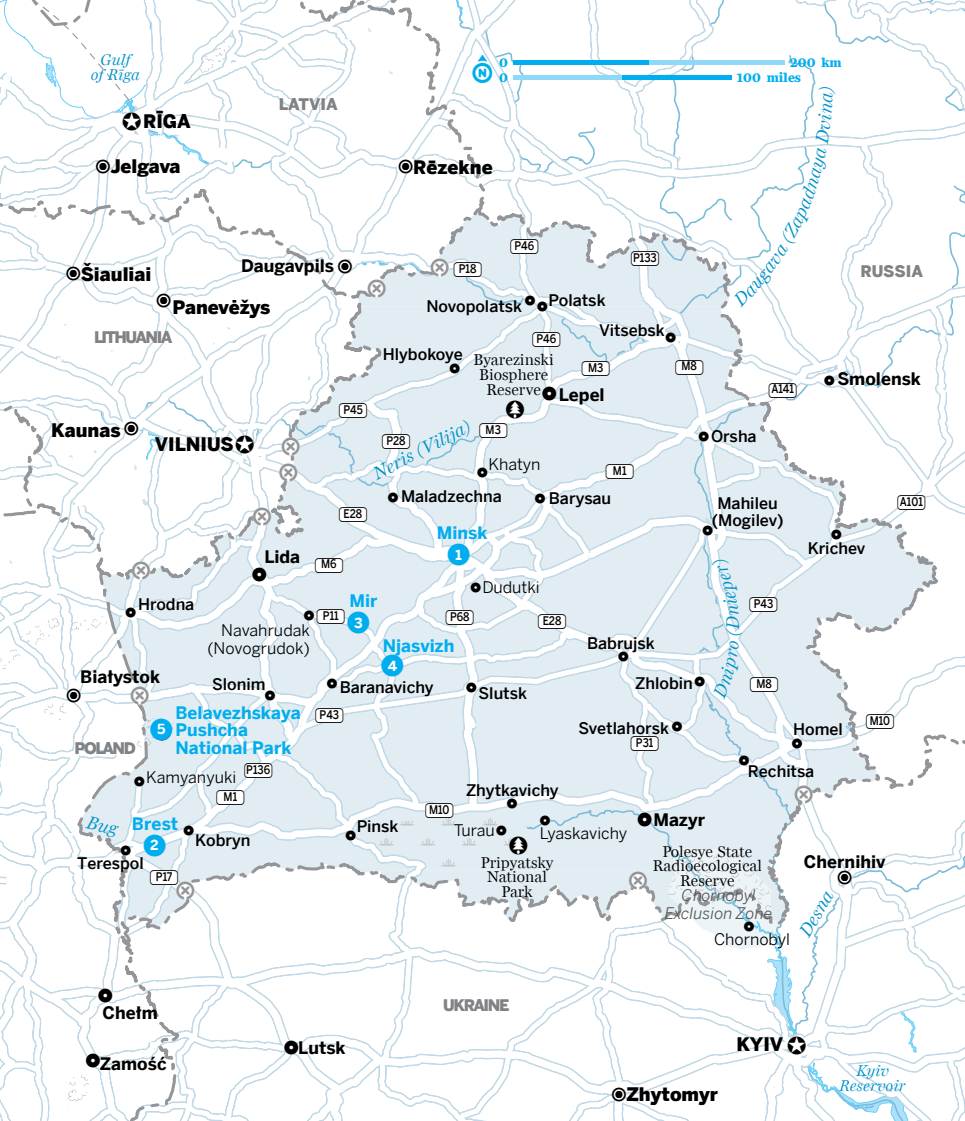 Gulf
of Rīga
0
200 km
N
0
100 miles
LATVIA
RĪGA
Daugava (Zapadnaya Dvina)
Jelgava
Rēzekne
P46
P133
Daugavpils
P18
Šiauliai
RUSSIA
Panevėžys
Novopolatsk
Polatsk
LITHUANIA
Vitsebsk
P46
Hlybokoye
Byarezinski
Biosphere
Reserve
M3
M8
Smolensk
A141
Lepel
P45
Kaunas
VILNIUS
P28
M3
Orsha
Neris (Vilija)
Khatyn
M1
Maladzechna
Barysau
A101
E28
Mahileu
(Mogilev)
Minsk
1
Krichev
Lida
M6
Dudutki
Hrodna
Mir
3
P11
P68
E28
P43
Navahrudak
(Novogrudok)
Dnipro (Dnieper)
Njasvizh
4
Babrujsk
Białystok
Slonim
Baranavichy
Slutsk
Zhlobin
M8
5
Belavezhskaya
Pushcha
National Park
P43
Svetlahorsk
P31
Homel
M10
POLAND
P136
Kamyanyuki
Rechitsa
M1
Zhytkavichy
M10
Bug
Brest
2
Kobryn
Pinsk
Turau
Lyaskavichy
Mazyr
Terespol
P17
Pripyatsky
National
Park
Polesye State
Radioecological
Reserve
Chornobyl
Exclusion Zone
Chernihiv
Chornobyl
Desna
Chełm
UKRAINE
Zamość
Lutsk
KYIV
Kyiv
Reservoir
Zhytomyr